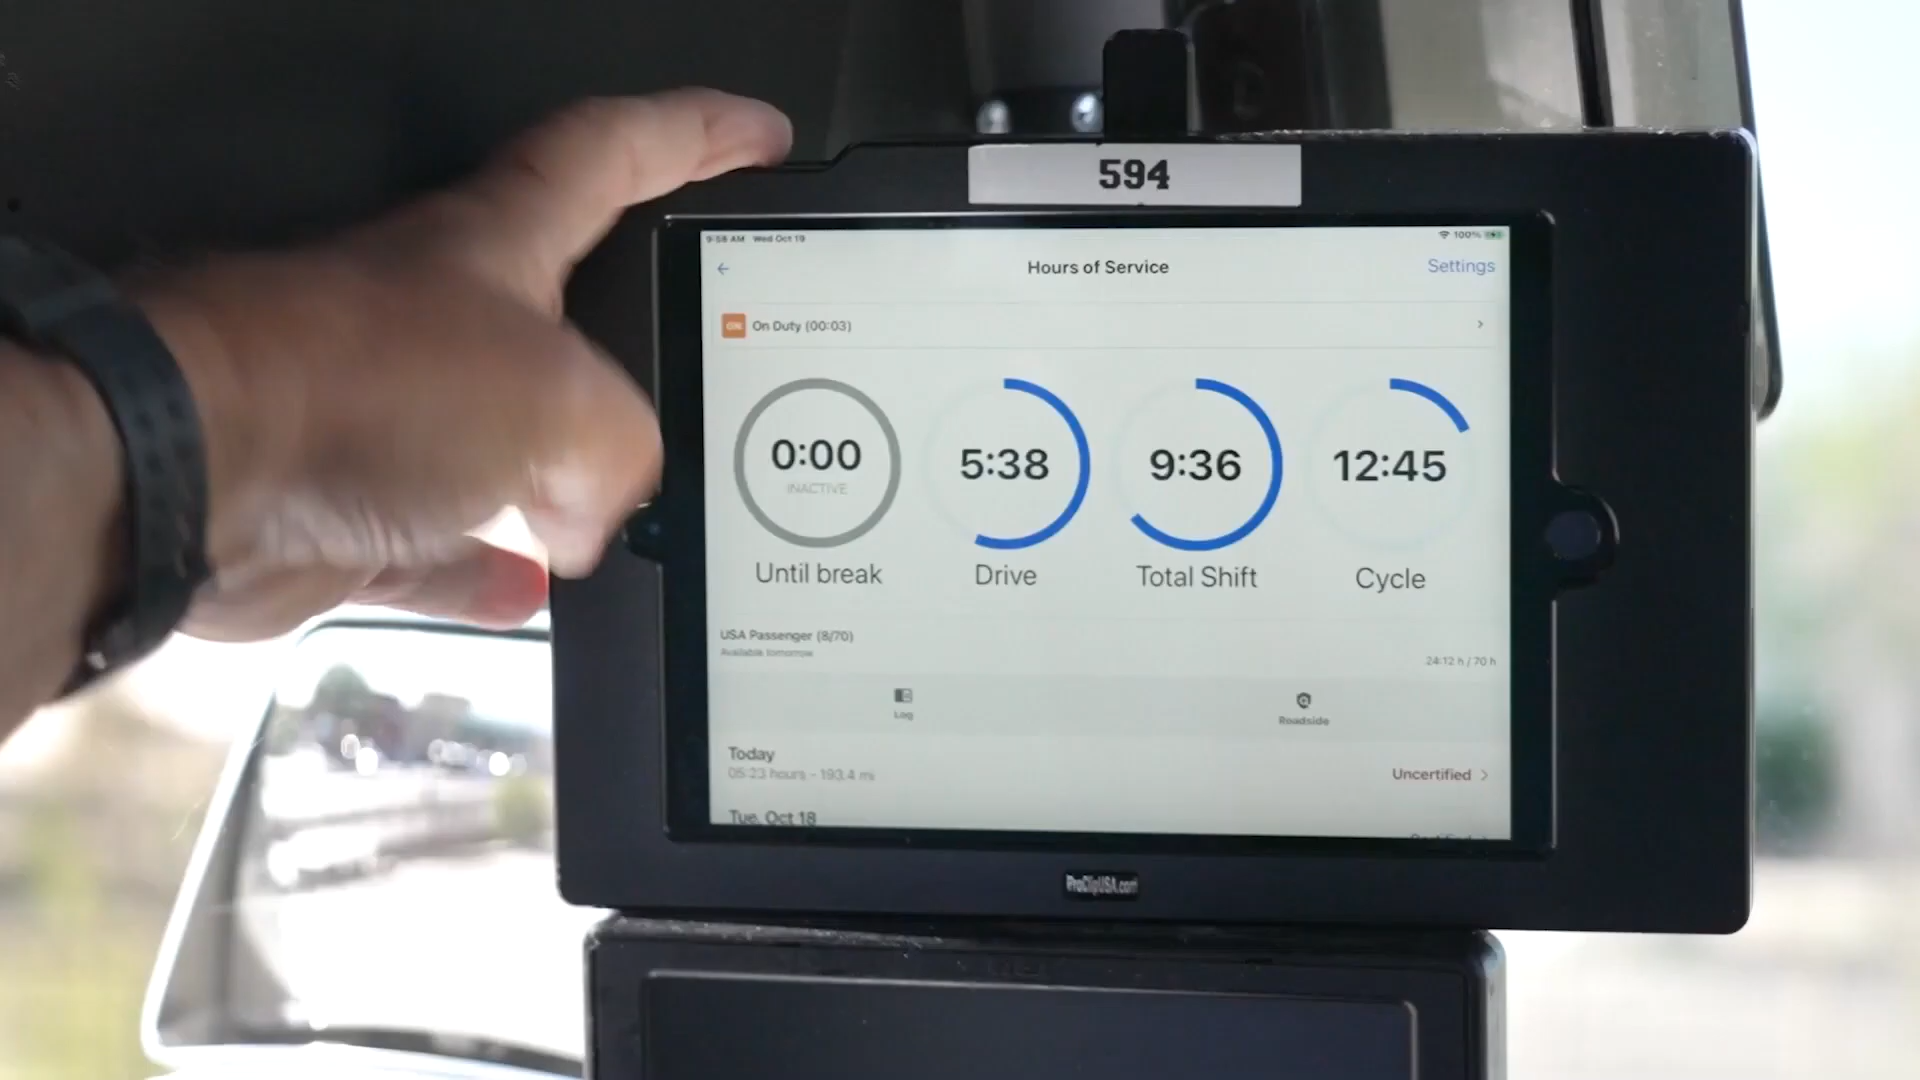 594
9:58 AM Wed Oct 19
100%
Hours of Service
Settings
ON
On Duty (00:03)
0:00
INACTIVE
Until break
5:38
Drive
9:36
Total Shift
12:45
Cycle
USA Passenger (8/70)
Available tomorrow
24:12 h / 70 h
Log
Roadside
Today
05:23 hours - 193.4 mi
Uncertified
Tue, Oct 18
ProClipUSA.com